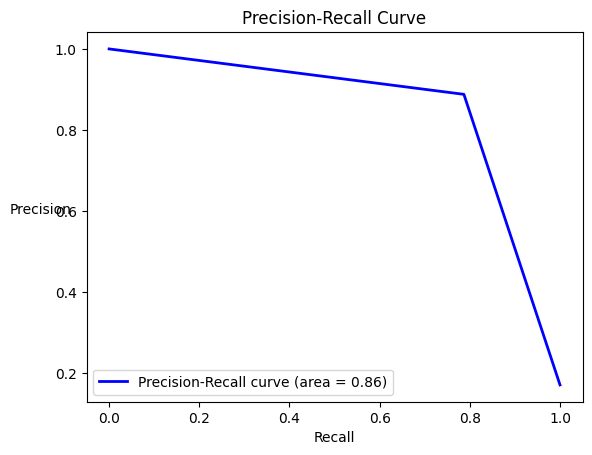 Precision-Recall Curve
1.0
0.8
Precision
0.6
0.4
0.2
Precision-Recall curve (area = 0.86)
0.0 0.2 0.4 0.6 0.8 1.0
Recall